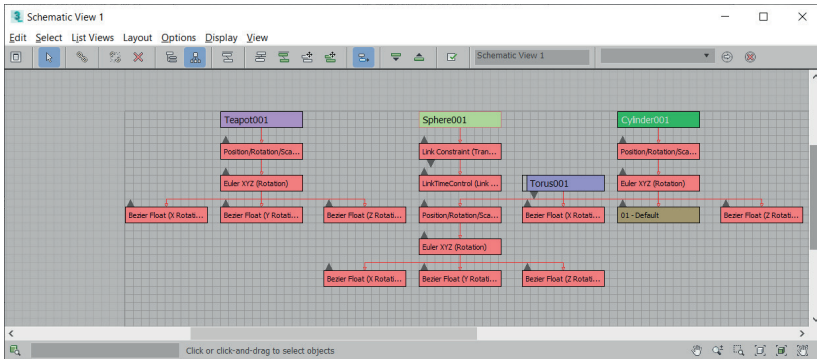 Schematic View 1
Edit Select List Views Layout Options Display View
Schematic View 1
Teapot001 Sphere001 Cylinder001
Position/Rotation/Sca... Link Constraint (Tran... Position/Rotation/Sca...
Euler XYZ (Rotation) LinkTimeControl (Link ... Torus001 Euler XYZ (Rotation)
Bezier Float (X Rotati... Bezier Float (Y Rotati... Bezier Float (Z Rotati... Position/Rotation/Sca... Bezier Float (X Rotati... 01 - Default Bezier Float (Z Rotati...
Euler XYZ (Rotation)
Bezier Float (X Rotati... Bezier Float (Y Rotati... Bezier Float (Z Rotati...
Click or click-and-drag to select objects